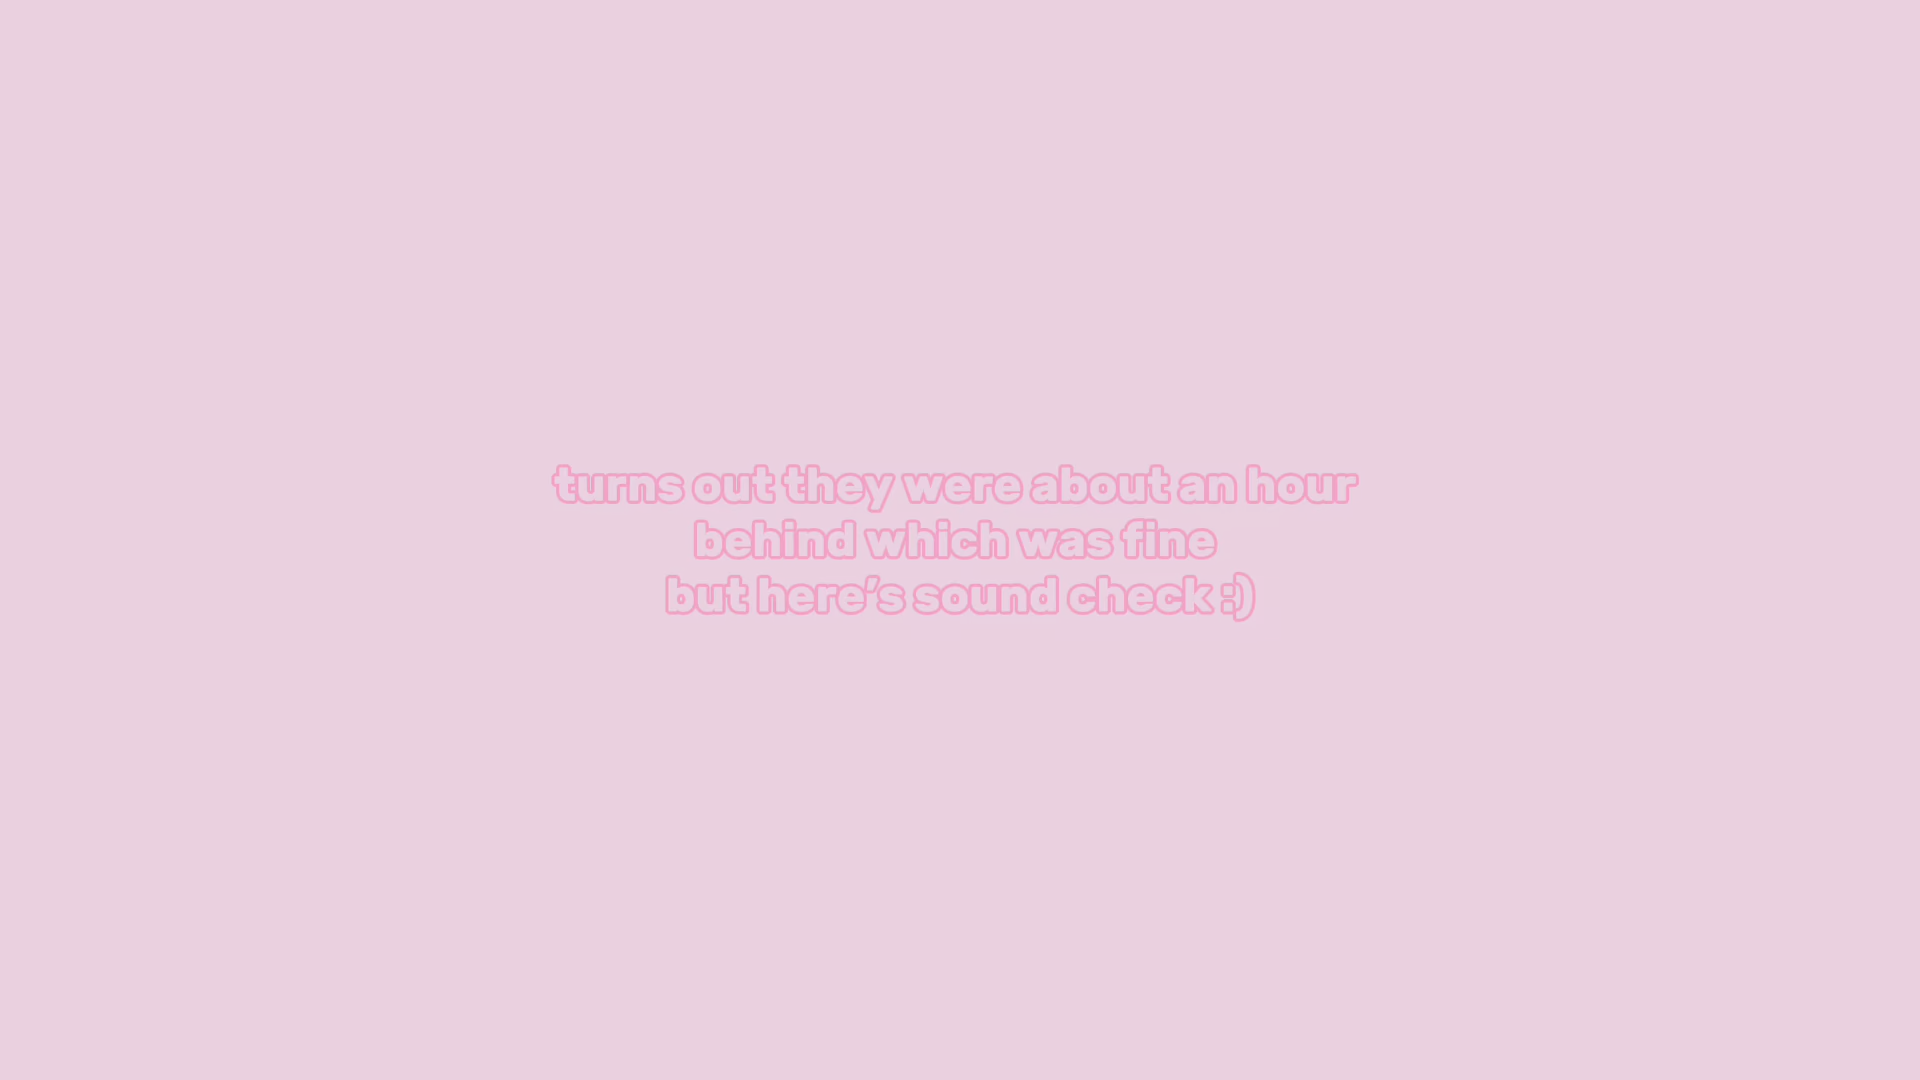 turns out they were about an hour
behind which was fine
but here's sound check :)